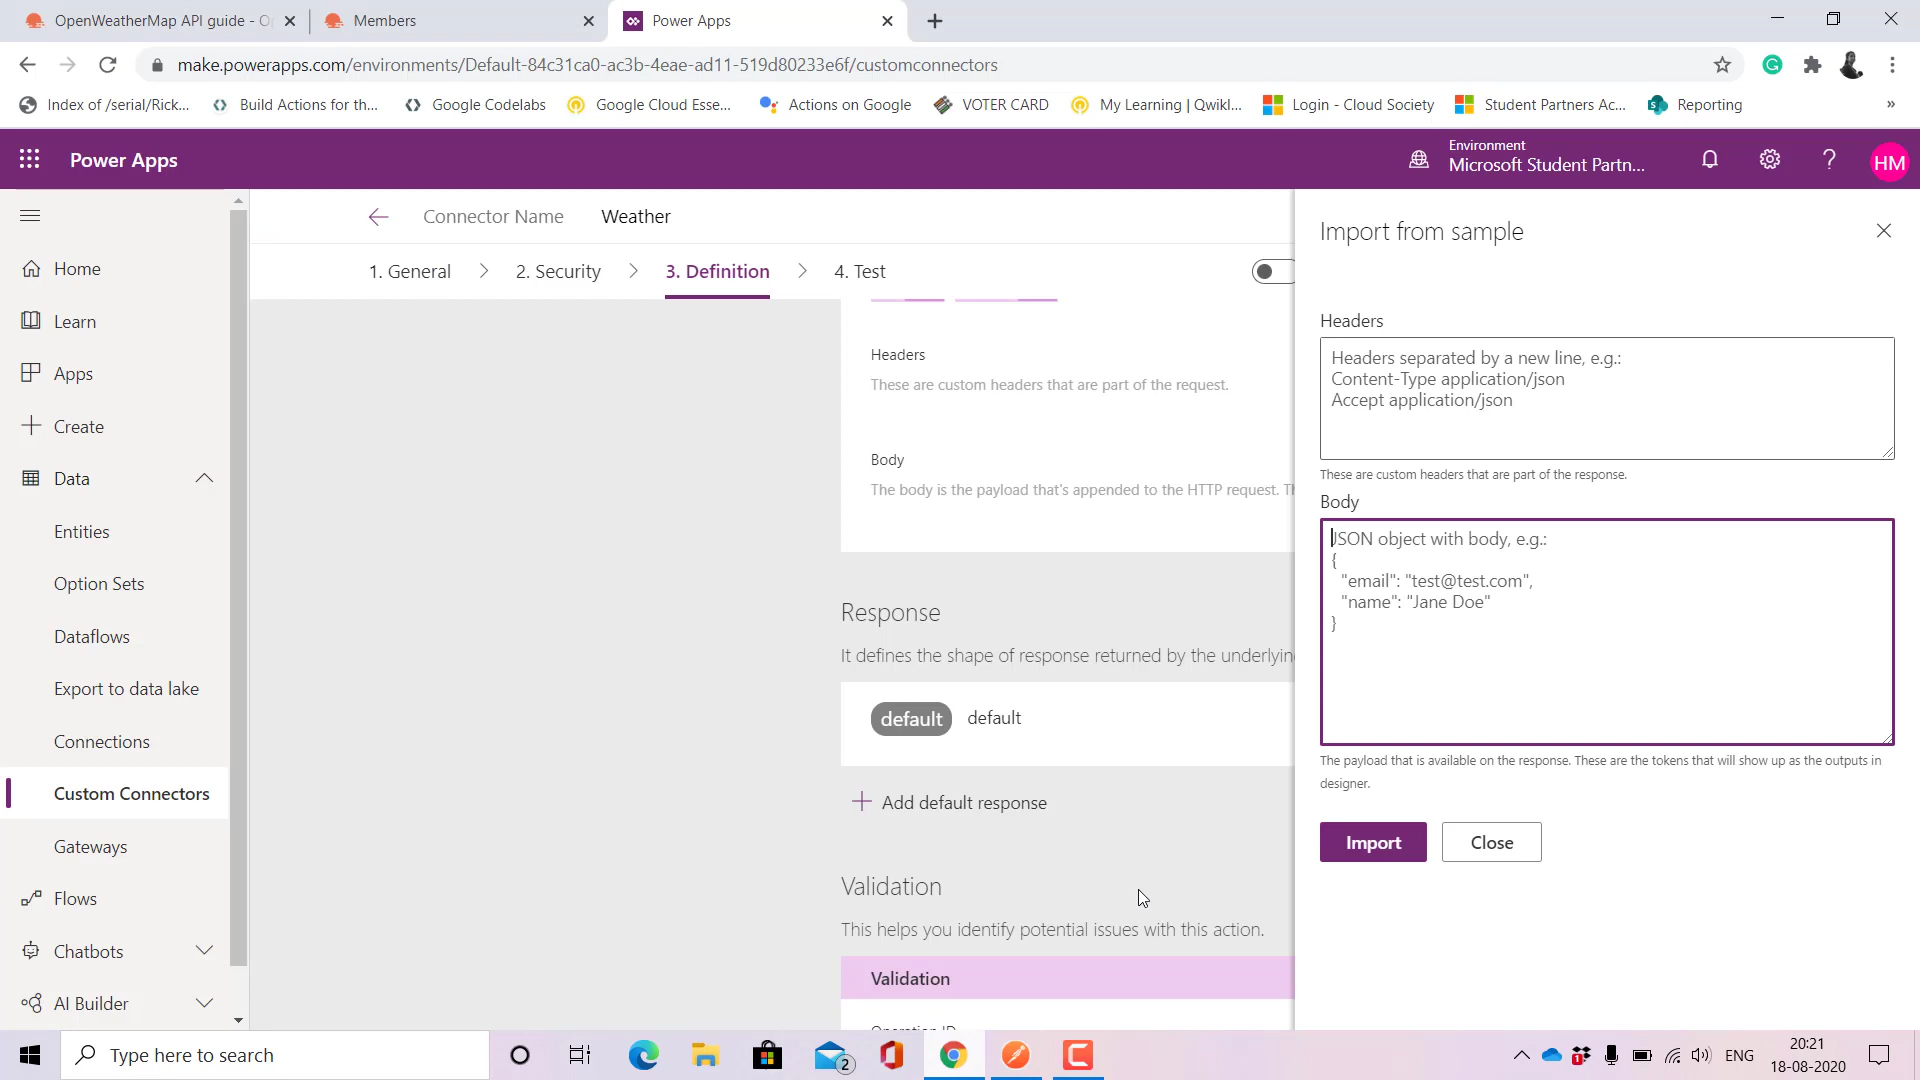 OpenWeatherMap API guide - O
Members
Power Apps
make.powerapps.com/environments/Default-84c31ca0-ac3b-4eae-ad11-519d80233e6f/customconnectors
Index of /serial/Rick...
Build Actions for th...
Google Codelabs
Google Cloud Esse...
Actions on Google
VOTER CARD
My Learning | Qwikl...
Login - Cloud Society
Student Partners Ac...
Reporting
»
Power Apps
Environment
Microsoft Student Partn...
HM
Home
Learn
Apps
Create
Data
Entities
Option Sets
Dataflows
Export to data lake
Connections
Custom Connectors
Gateways
Flows
Chatbots
AI Builder
Connector Name Weather
1. General
2. Security
3. Definition
4. Test
Headers
These are custom headers that are part of the request.
Body
The body is the payload that's appended to the HTTP request. Th
Response
It defines the shape of response returned by the underlyin
default default
Add default response
Validation
This helps you identify potential issues with this action.
Validation
Operation ID
Import from sample
Headers
Headers separated by a new line, e.g.:
Content-Type application/json
Accept application/json
These are custom headers that are part of the response.
Body
JSON object with body, e.g.:
{
"email": "test@test.com",
"name": "Jane Doe"
}
The payload that is available on the response. These are the tokens that will show up as the outputs in
designer.
Import
Close
Type here to search
2
1
ENG
20:21
18-08-2020